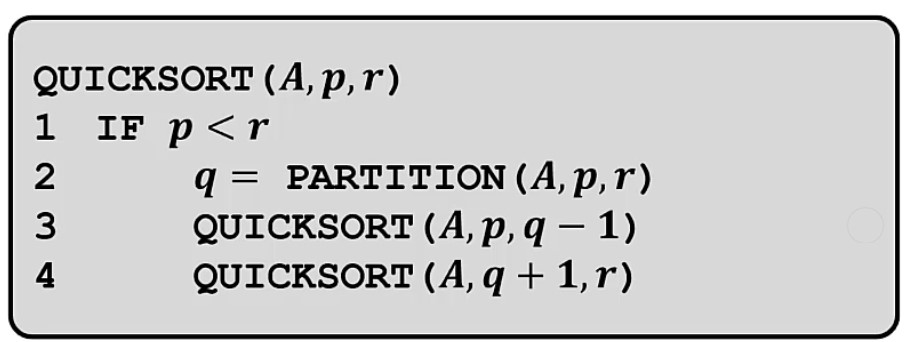 QUICKSORT(A,p,r)
1 IF p < r
2 q = PARTITION(A,p,r)
3 QUICKSORT(A,p,q − 1)
4 QUICKSORT(A,q + 1,r)